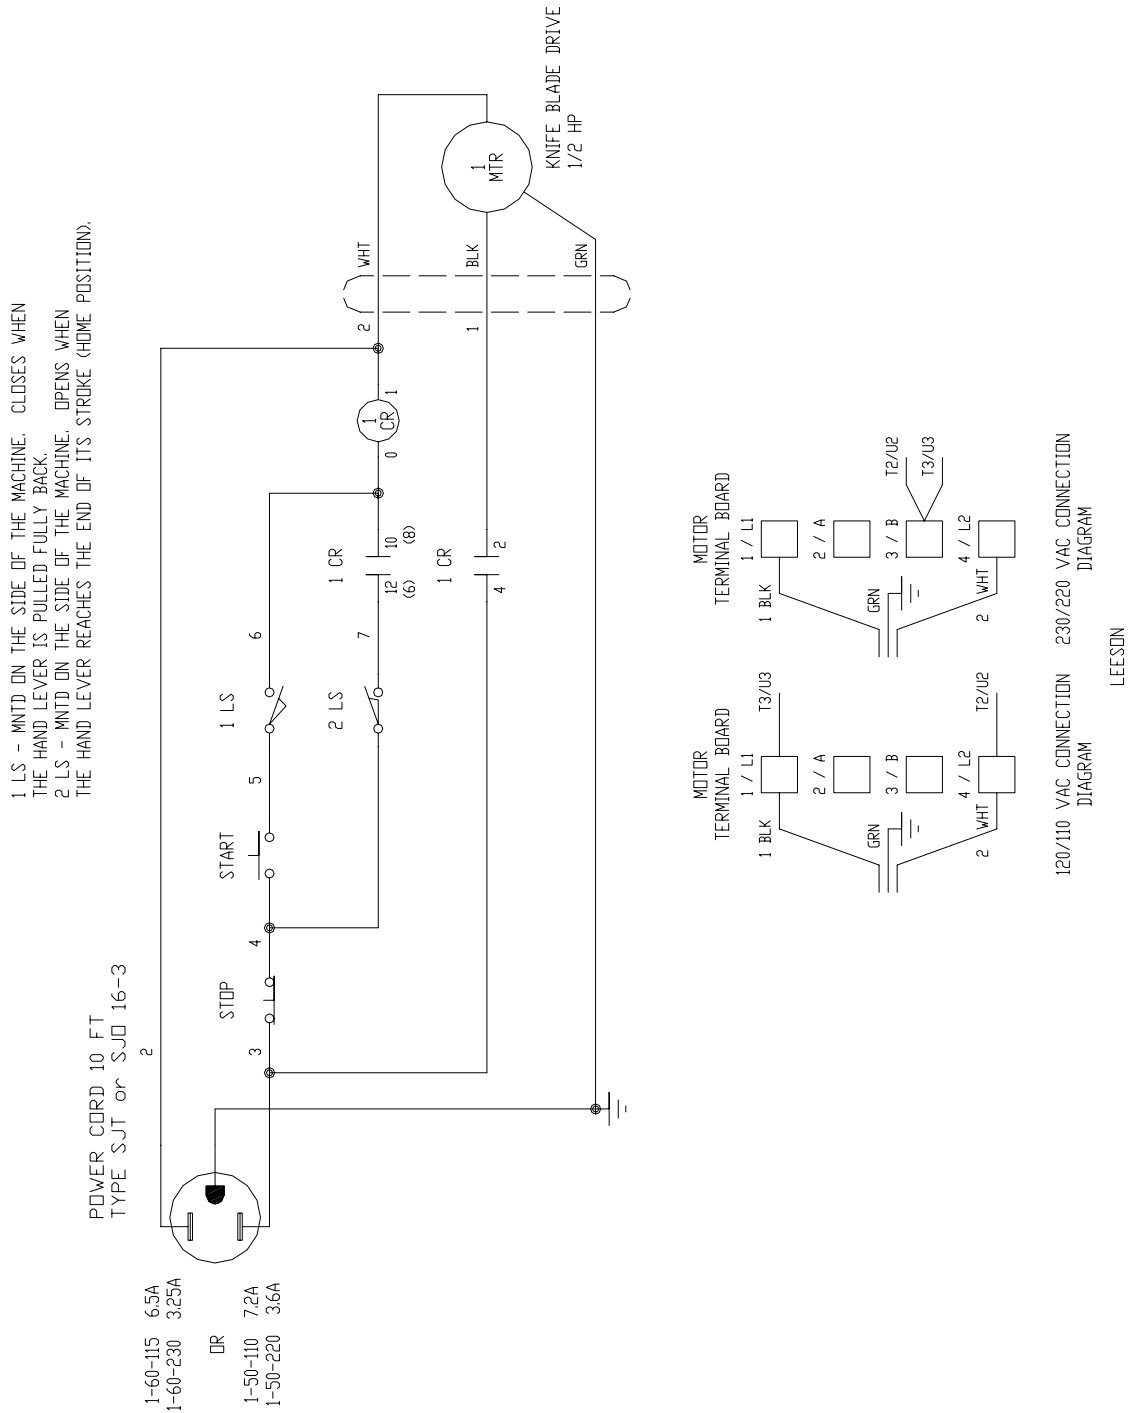 1 LS - MNTD ON THE SIDE OF THE MACHINE. CLOSES WHEN
THE HAND LEVER IS PULLED FULLY BACK.
2 LS - MNTD ON THE SIDE OF THE MACHINE. OPENS WHEN
THE HAND LEVER REACHES THE END OF ITS STROKE (HOME POSITION).
POWER CORD 10 FT
TYPE SJT or SJO 16-3
1-60-115 6.5A
1-60-230 3.25A
OR
1-50-110 7.2A
1-50-220 3.6A
2
3
STOP
4
START
5
1 LS
6
2 LS
7
1 CR
12
(6)
10
(8)
0
1
CR
1
2
WHT
1 CR
4
2
1
BLK
GRN
1
MTR
KNIFE BLADE DRIVE
1/2 HP
MOTOR
TERMINAL BOARD
1 BLK
1 / L1
T3/U3
2 / A
GRN
3 / B
2
WHT
4 / L2
T2/U2
120/110 VAC CONNECTION
DIAGRAM
MOTOR
TERMINAL BOARD
1 BLK
1 / L1
2 / A
GRN
3 / B
T2/U2
T3/U3
2
WHT
4 / L2
230/220 VAC CONNECTION
DIAGRAM
LEESON